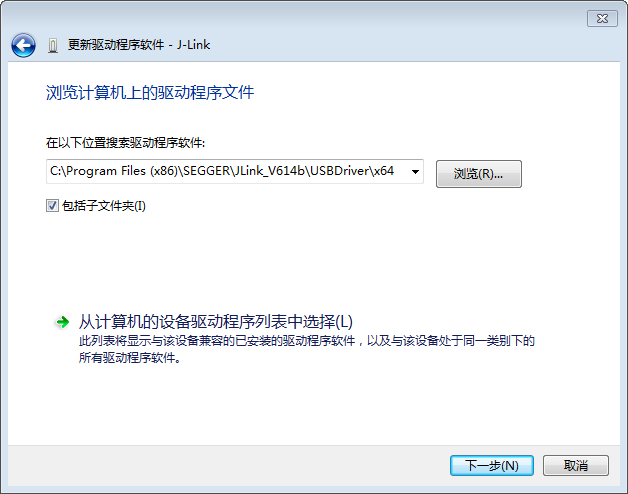 更新驱动程序软件 - J-Link
浏览计算机上的驱动程序文件
在以下位置搜索驱动程序软件:
C:\Program Files (x86)\SEGGER\JLink_V614b\USBDriver\x64
浏览(R)...
包括子文件夹(I)
从计算机的设备驱动程序列表中选择(L)
此列表将显示与该设备兼容的已安装的驱动程序软件，以及与该设备处于同一类别下的
所有驱动程序软件。
下一步(N)
取消